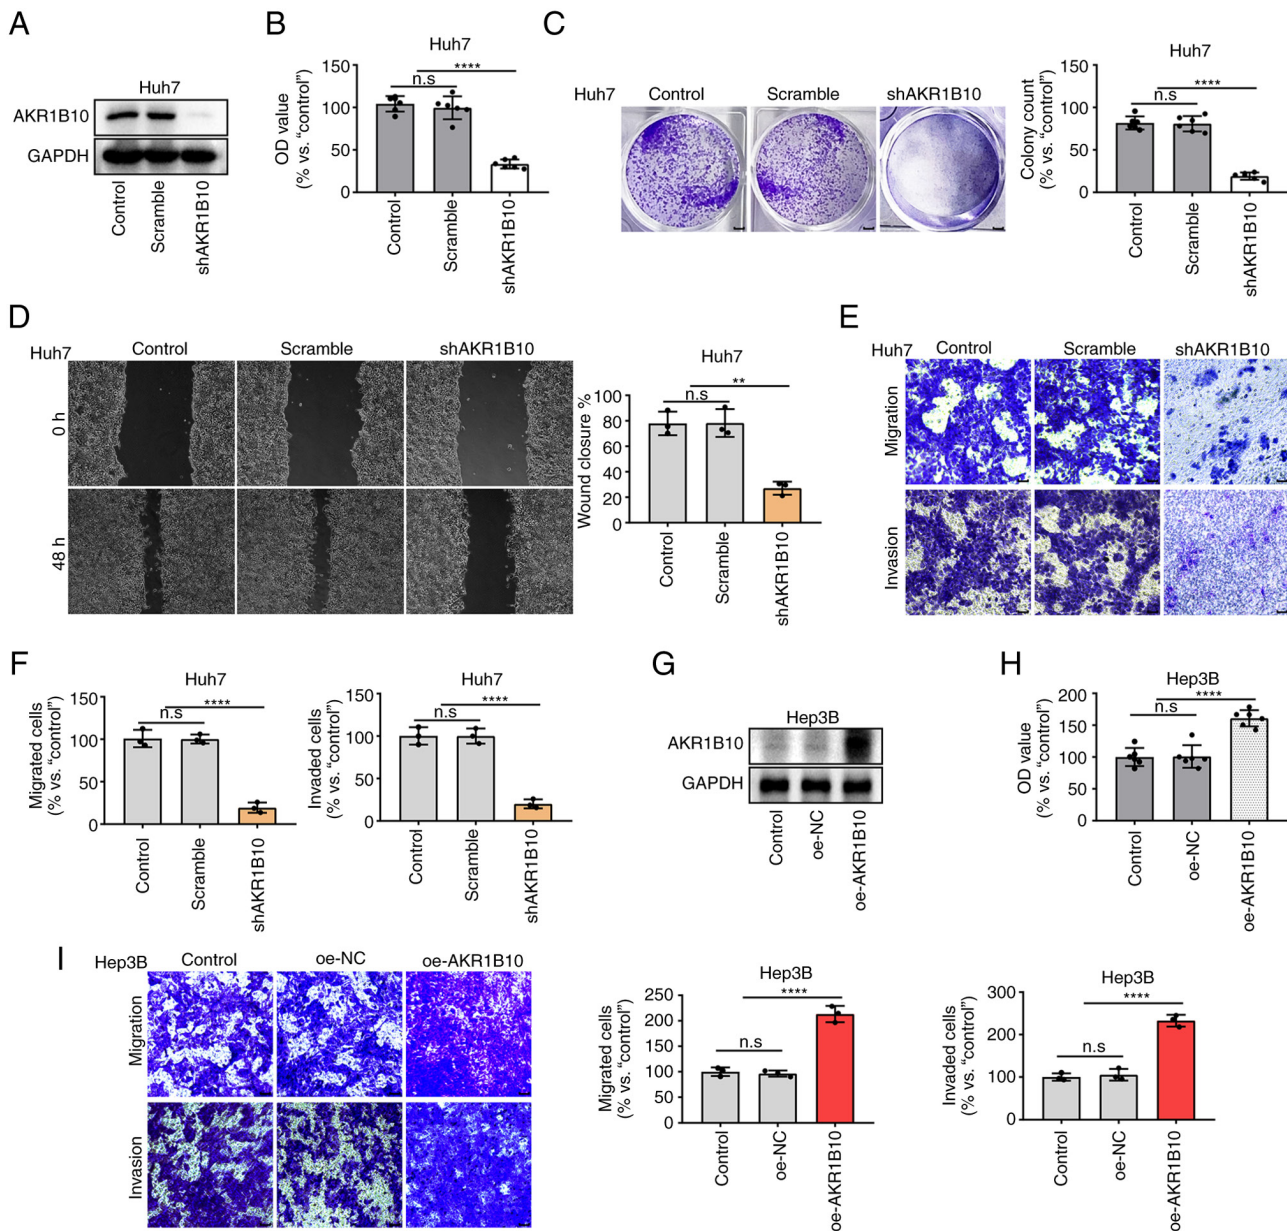 A
Huh7
AKR1B10
GAPDH
Control
Scramble
shAKR1B10
B
Huh7
OD value
(% vs. “control”)
150
100
50
0
n.s
****
Control
Scramble
shAKR1B10
C
Huh7
Control
Scramble
shAKR1B10
Huh7
Colony count
(% vs. “control”)
150
100
50
0
n.s
****
Control
Scramble
shAKR1B10
D
Huh7
Control
Scramble
shAKR1B10
0 h
48 h
Huh7
Wound closure %
100
80
60
40
20
0
n.s
**
Control
Scramble
shAKR1B10
E
Huh7
Control
Scramble
shAKR1B10
Migration
Invasion
F
Huh7
Migrated cells
(% vs. “control”)
150
100
50
0
n.s
****
Control
Scramble
shAKR1B10
Huh7
Invaded cells
(% vs. “control”)
150
100
50
0
n.s
****
Control
Scramble
shAKR1B10
G
Hep3B
AKR1B10
GAPDH
Control
oe-NC
oe-AKR1B10
H
Hep3B
OD value
(% vs. “control”)
200
150
100
50
0
n.s
****
Control
oe-NC
oe-AKR1B10
I
Hep3B
Control
oe-NC
oe-AKR1B10
Migration
Invasion
Hep3B
Migrated cells
(% vs. “control”)
250
200
150
100
50
0
n.s
****
Control
oe-NC
oe-AKR1B10
Hep3B
Invaded cells
(% vs. “control”)
300
200
100
0
n.s
****
Control
oe-NC
oe-AKR1B10